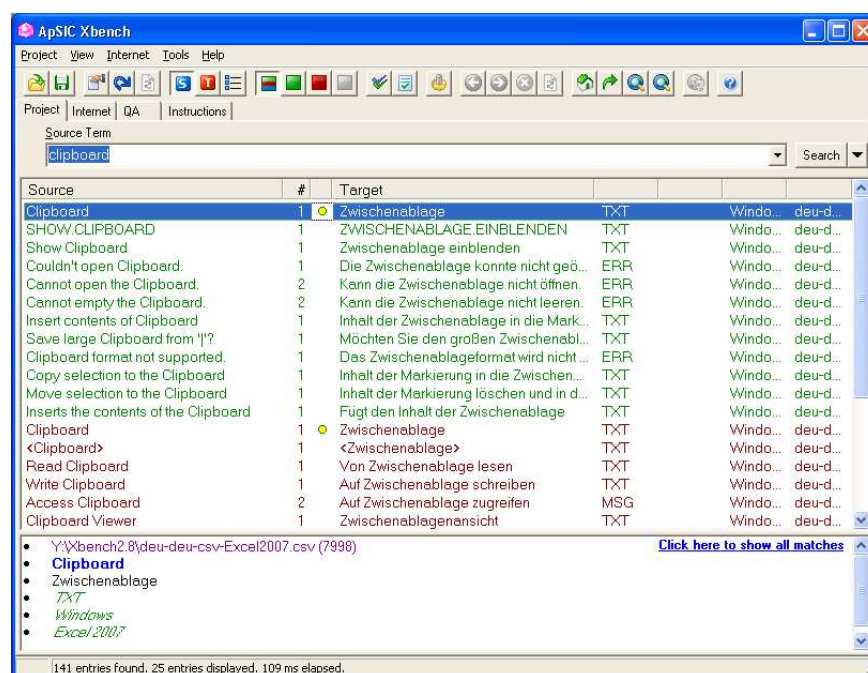 ApSIC Xbench
Project View Internet Tools Help
Project Internet QA Instructions
Source Term
clipboard Search
Source # Target
Clipboard 1 Zwischenablage TXT Windo... deu-d...
SHOW.CLIPBOARD 1 ZWISCHENABLAGE.EINBLENDEN TXT Windo... deu-d...
Show Clipboard 1 Zwischenablage einblenden TXT Windo... deu-d...
Couldn't open Clipboard. 1 Die Zwischenablage konnte nicht geö... ERR Windo... deu-d...
Cannot open the Clipboard. 2 Kann die Zwischenablage nicht öffnen. ERR Windo... deu-d...
Cannot empty the Clipboard. 2 Kann die Zwischenablage nicht leeren. ERR Windo... deu-d...
Insert contents of Clipboard 1 Inhalt der Zwischenablage in die Mark... TXT Windo... deu-d...
Save large Clipboard from '|'? 1 Möchten Sie den großen Zwischenabl... TXT Windo... deu-d...
Clipboard format not supported. 1 Das Zwischenablageformat wird nicht ... ERR Windo... deu-d...
Copy selection to the Clipboard 1 Inhalt der Markierung in die Zwischen... TXT Windo... deu-d...
Move selection to the Clipboard 1 Inhalt der Markierung löschen und in d... TXT Windo... deu-d...
Inserts the contents of the Clipboard 1 Fügt den Inhalt der Zwischenablage TXT Windo... deu-d...
Clipboard 1 Zwischenablage TXT Windo... deu-d...
<Clipboard> 1 <Zwischenablage> TXT Windo... deu-d...
Read Clipboard 1 Von Zwischenablage lesen TXT Windo... deu-d...
Write Clipboard 1 Auf Zwischenablage schreiben TXT Windo... deu-d...
Access Clipboard 2 Auf Zwischenablage zugreifen MSG Windo... deu-d...
Clipboard Viewer 1 Zwischenablagenansicht TXT Windo... deu-d...
Y:\Xbench2.8\deu-deu-csv-Excel2007.csv (7998) Click here to show all matches
Clipboard
Zwischenablage
TXT
Windows
Excel 2007
141 entries found. 25 entries displayed. 109 ms elapsed.